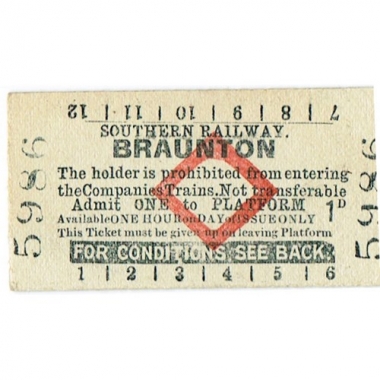 12 | 11 | 10 | 9 | 8 | 7
SOUTHERN RAILWAY.
BRAUNTON
The holder is prohibited from entering
the Companies Trains. Not transferable
Admit ONE to PLATFORM 1D
Available ONE HOUR on DAY of ISSUE ONLY
This Ticket must be given up on leaving Platform
FOR CONDITIONS SEE BACK.
1 | 2 | 3 | 4 | 5 | 6
5986
5986